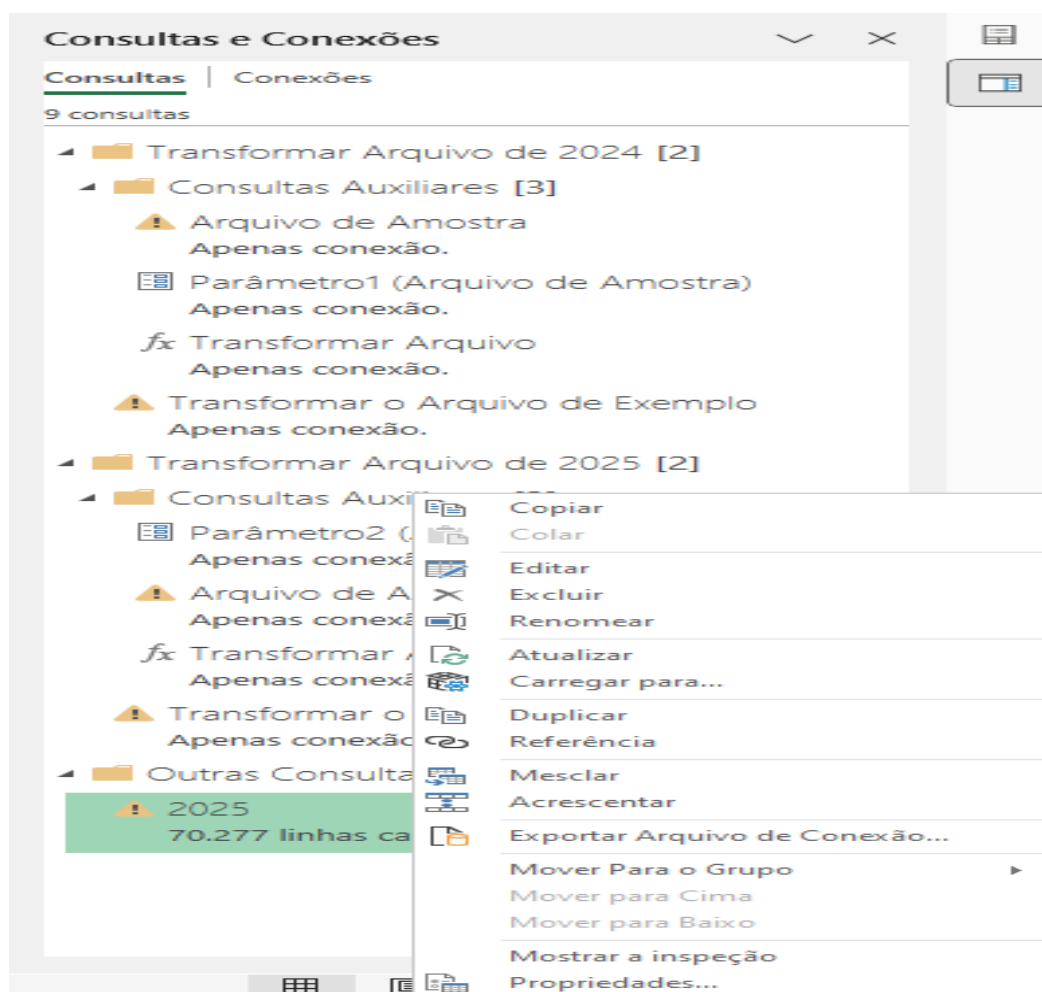 Consultas e Conexões
Consultas | Conexões
9 consultas
Transformar Arquivo de 2024 [2]
Consultas Auxiliares [3]
Arquivo de Amostra
Apenas conexão.
Parâmetro1 (Arquivo de Amostra)
Apenas conexão.
fx Transformar Arquivo
Apenas conexão.
Transformar o Arquivo de Exemplo
Apenas conexão.
Transformar Arquivo de 2025 [2]
Consultas Auxi
Parâmetro2 (
Apenas conex
Arquivo de A
Apenas conex
fx Transformar
Apenas conex
Transformar o
Apenas conexão
Outras Consulta
2025
70.277 linhas ca
Copiar
Colar
Editar
Excluir
Renomear
Atualizar
Carregar para...
Duplicar
Referência
Mesclar
Acrescentar
Exportar Arquivo de Conexão...
Mover Para o Grupo
Mover para Cima
Mover para Baixo
Mostrar a inspeção
Propriedades...